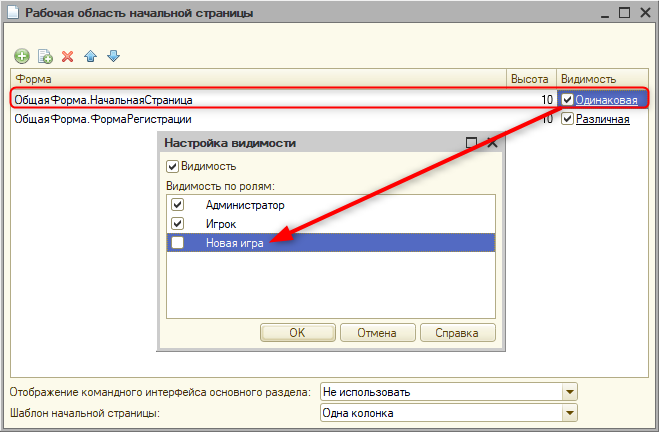 Рабочая область начальной страницы
Форма Высота Видимость
ОбщаяФорма.НачальнаяСтраница 10 Одинаковая
ОбщаяФорма.ФормаРегистрации 10 Различная
Настройка видимости
Видимость
Видимость по ролям:
Администратор
Игрок
Новая игра
ОК Отмена Справка
Отображение командного интерфейса основного раздела: Не использовать
Шаблон начальной страницы: Одна колонка